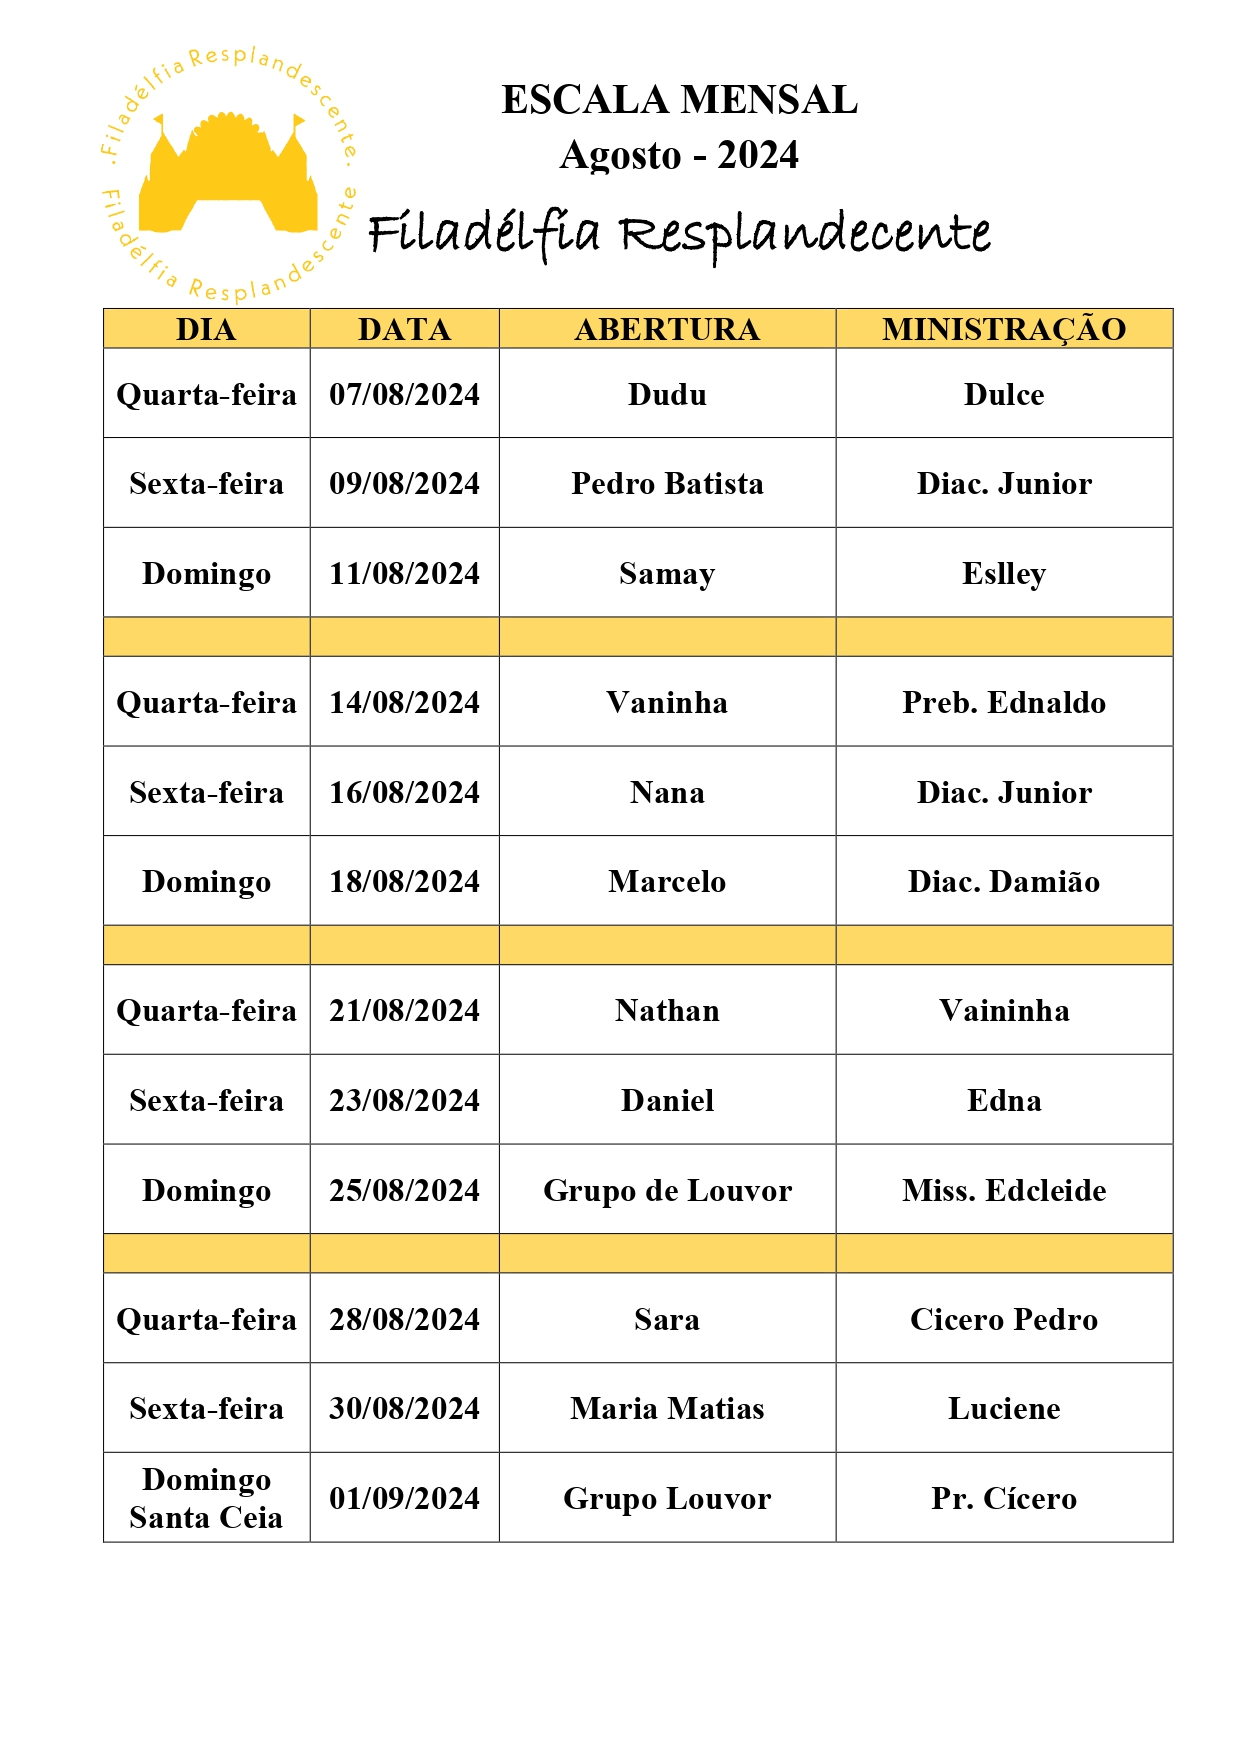 .Filadélfia Resplandescente.
Filadélfia Resplandescente
ESCALA MENSAL
Agosto - 2024
Filadélfia Resplandecente
DIA DATA ABERTURA MINISTRAÇÃO
Quarta-feira 07/08/2024 Dudu Dulce
Sexta-feira 09/08/2024 Pedro Batista Diac. Junior
Domingo 11/08/2024 Samay Eslley
Quarta-feira 14/08/2024 Vaninha Preb. Ednaldo
Sexta-feira 16/08/2024 Nana Diac. Junior
Domingo 18/08/2024 Marcelo Diac. Damião
Quarta-feira 21/08/2024 Nathan Vaininha
Sexta-feira 23/08/2024 Daniel Edna
Domingo 25/08/2024 Grupo de Louvor Miss. Edcleide
Quarta-feira 28/08/2024 Sara Cicero Pedro
Sexta-feira 30/08/2024 Maria Matias Luciene
Domingo
Santa Ceia 01/09/2024 Grupo Louvor Pr. Cícero